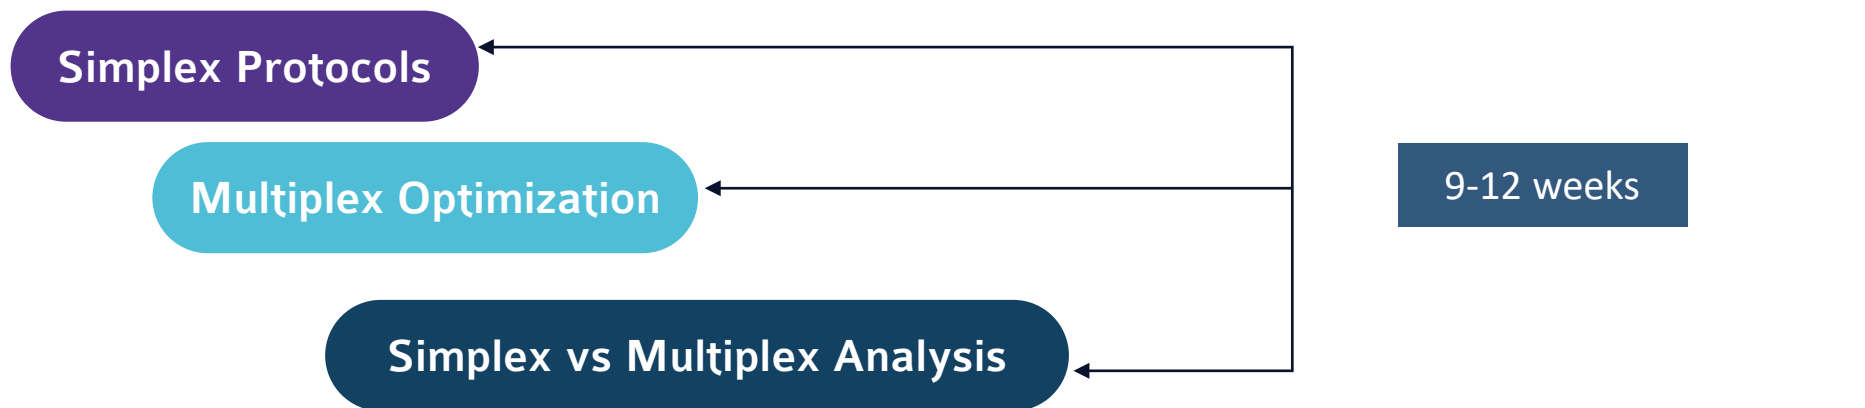 Simplex Protocols
Multiplex Optimization
9-12 weeks
Simplex vs Multiplex Analysis